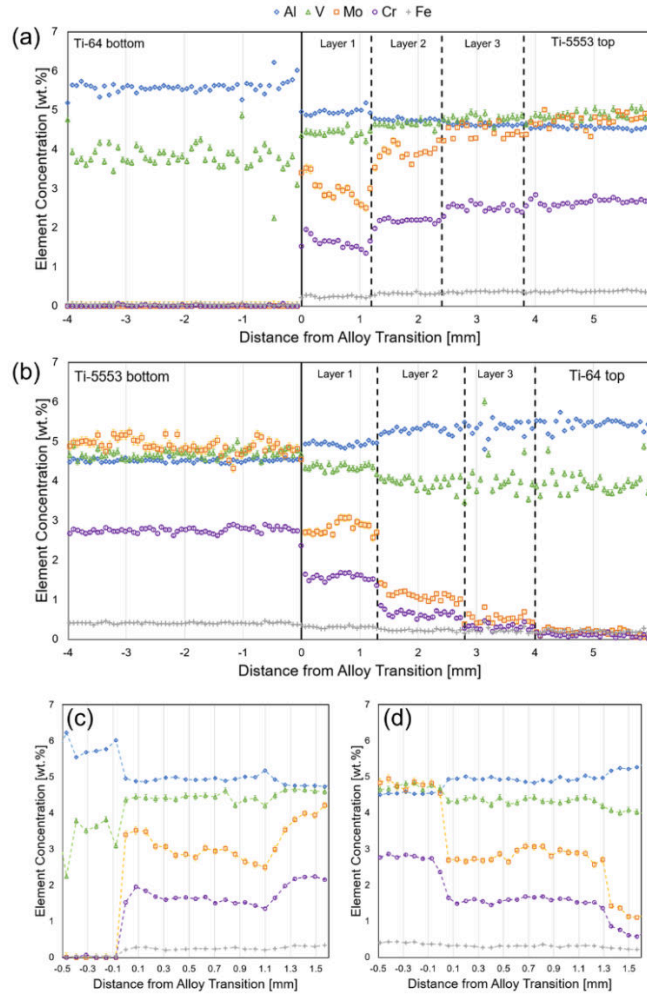 Al V Mo Cr Fe
(a)
Ti-64 bottom
Layer 1 Layer 2 Layer 3
Ti-5553 top
Element Concentration [wt.%]
7
6
5
4
3
2
1
0
-4 -3 -2 -1 0 1 2 3 4 5
Distance from Alloy Transition [mm]
(b)
Ti-5553 bottom
Layer 1 Layer 2 Layer 3
Ti-64 top
Element Concentration [wt.%]
7
6
5
4
3
2
1
0
-4 -3 -2 -1 0 1 2 3 4 5
Distance from Alloy Transition [mm]
(c)
Element Concentration [wt.%]
7
6
5
4
3
2
1
0
-0.5 -0.3 -0.1 0.1 0.3 0.5 0.7 0.9 1.1 1.3 1.5
Distance from Alloy Transition [mm]
(d)
Element Concentration [wt.%]
7
6
5
4
3
2
1
0
-0.5 -0.3 -0.1 0.1 0.3 0.5 0.7 0.9 1.1 1.3 1.5
Distance from Alloy Transition [mm]